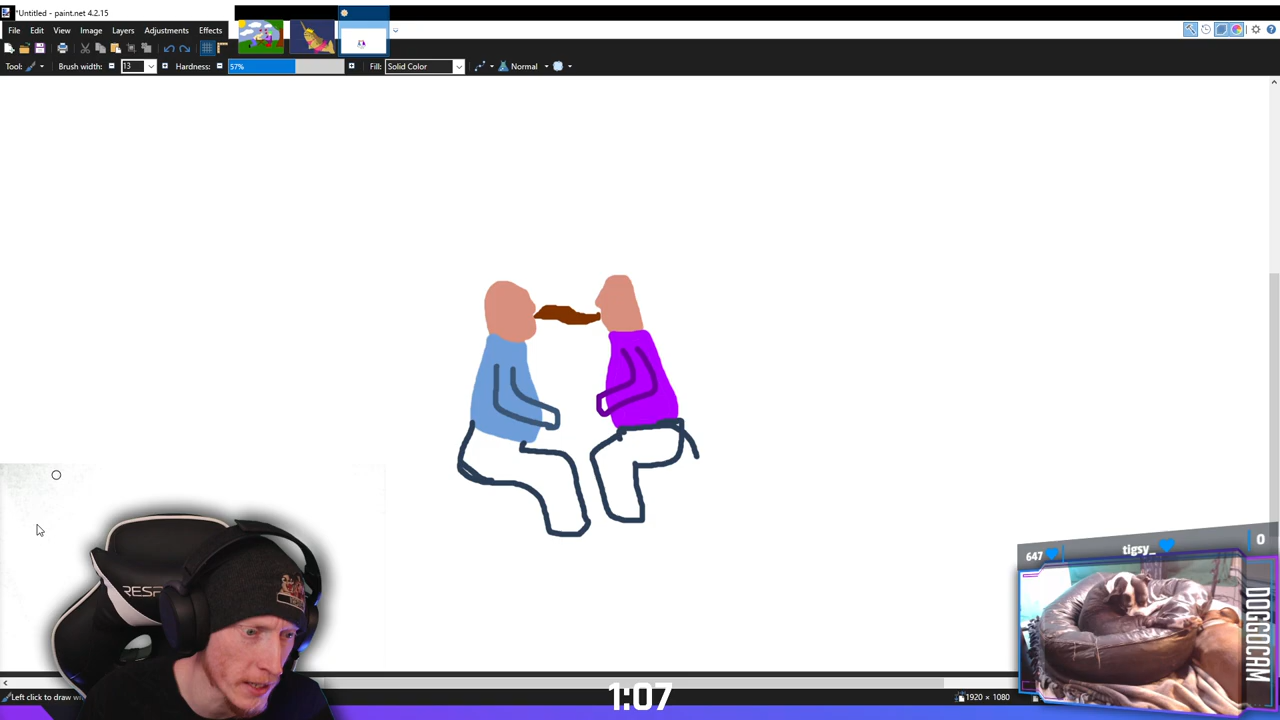 *Untitled - paint.net 4.2.15
File Edit View Image Layers Adjustments Effects
Tool: Brush width: 13 Hardness: 57% Fill: Solid Color Normal
647 tigsy_ 0
DOGGOCAM
RESP
Left click to draw w
1:07
1920 × 1080